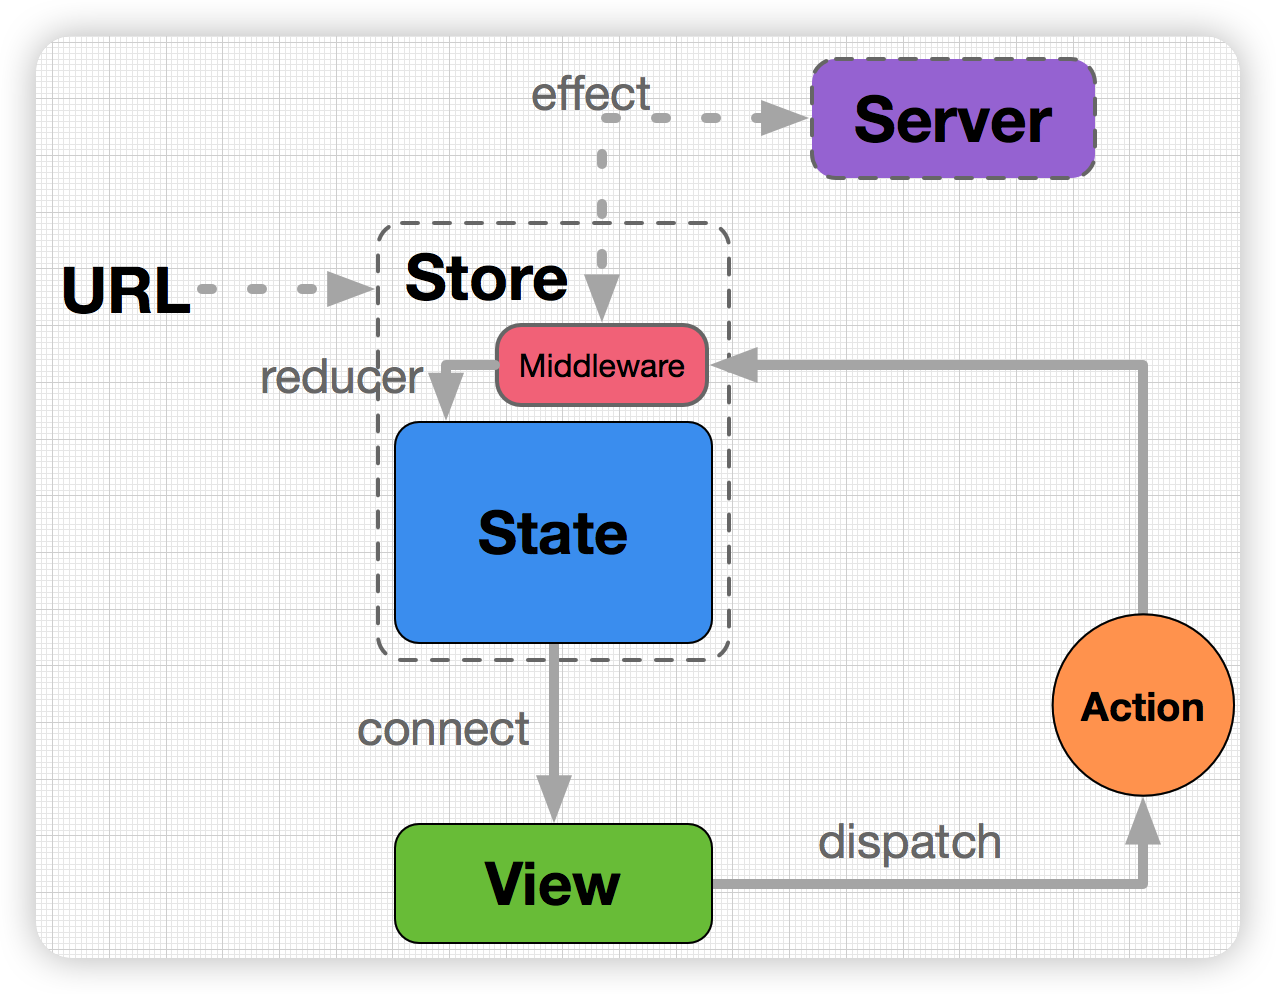 effect
Server
Store
URL
Middleware
reducer
State
Action
connect
dispatch
View